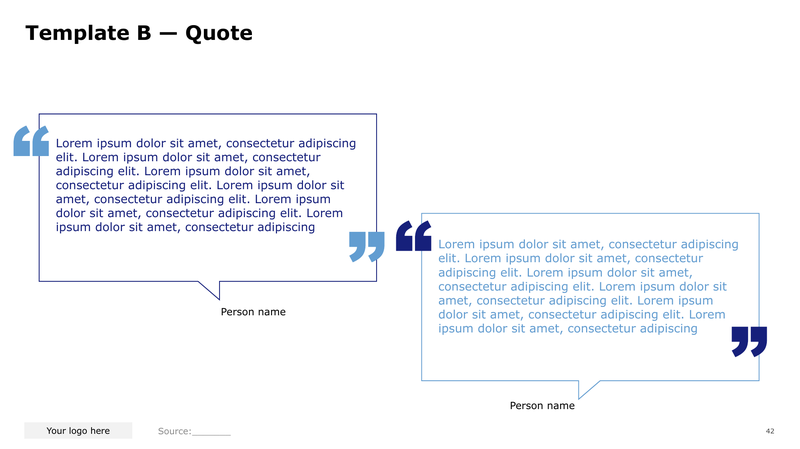 Template B — Quote
“
Lorem ipsum dolor sit amet, consectetur adipiscing
elit. Lorem ipsum dolor sit amet, consectetur
adipiscing elit. Lorem ipsum dolor sit amet,
consectetur adipiscing elit. Lorem ipsum dolor sit
amet, consectetur adipiscing elit. Lorem ipsum
dolor sit amet, consectetur adipiscing elit. Lorem
ipsum dolor sit amet, consectetur adipiscing
”
Person name
“
Lorem ipsum dolor sit amet, consectetur adipiscing
elit. Lorem ipsum dolor sit amet, consectetur
adipiscing elit. Lorem ipsum dolor sit amet,
consectetur adipiscing elit. Lorem ipsum dolor sit
amet, consectetur adipiscing elit. Lorem ipsum
dolor sit amet, consectetur adipiscing elit. Lorem
ipsum dolor sit amet, consectetur adipiscing
”
Person name
Your logo here
Source:_______
42